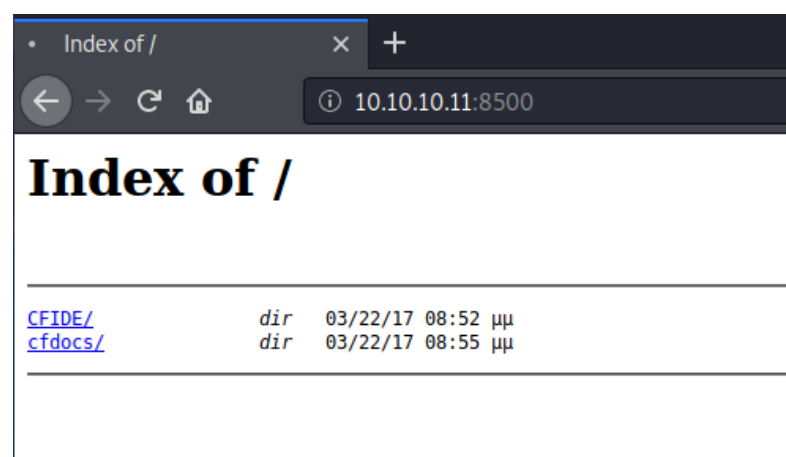 Index of /
10.10.10.11:8500
Index of /
CFIDE/ dir 03/22/17 08:52 μμ
cfdocs/ dir 03/22/17 08:55 μμ